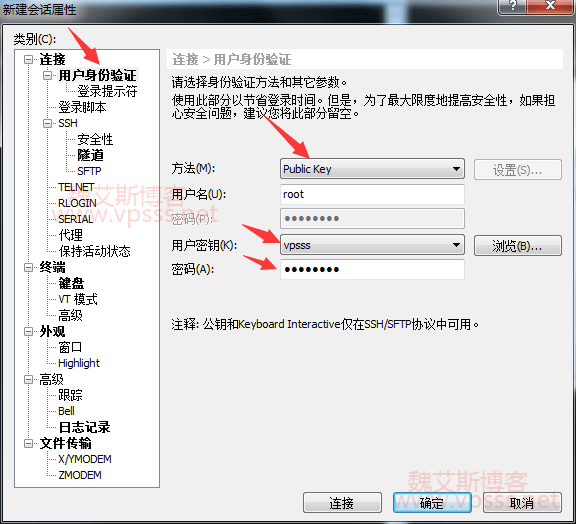 新建会话属性
类别(C):
连接
用户身份验证
登录提示符
登录脚本
SSH
安全性
隧道
SFTP
TELNET
RLOGIN
SERIAL
代理
保持活动状态
终端
键盘
VT 模式
高级
外观
窗口
Highlight
高级
跟踪
Bell
日志记录
文件传输
X/YMODEM
ZMODEM
连接 > 用户身份验证
请选择身份验证方法和其它参数。
使用此部分以节省登录时间。但是，为了最大限度地提高安全性，如果担
心安全问题，建议您将此部分留空。
方法(M):
Public Key
设置(S)...
用户名(U):
root
密码(P):
●●●●●●●●
用户密钥(K):
vpsss
浏览(B)...
密码(A):
●●●●●●●●
注释: 公钥和Keyboard Interactive仅在SSH/SFTP协议中可用。
连接
确定
取消
魏艾斯博客
www.vpsss.net
魏艾斯博客
www.vpsss.net